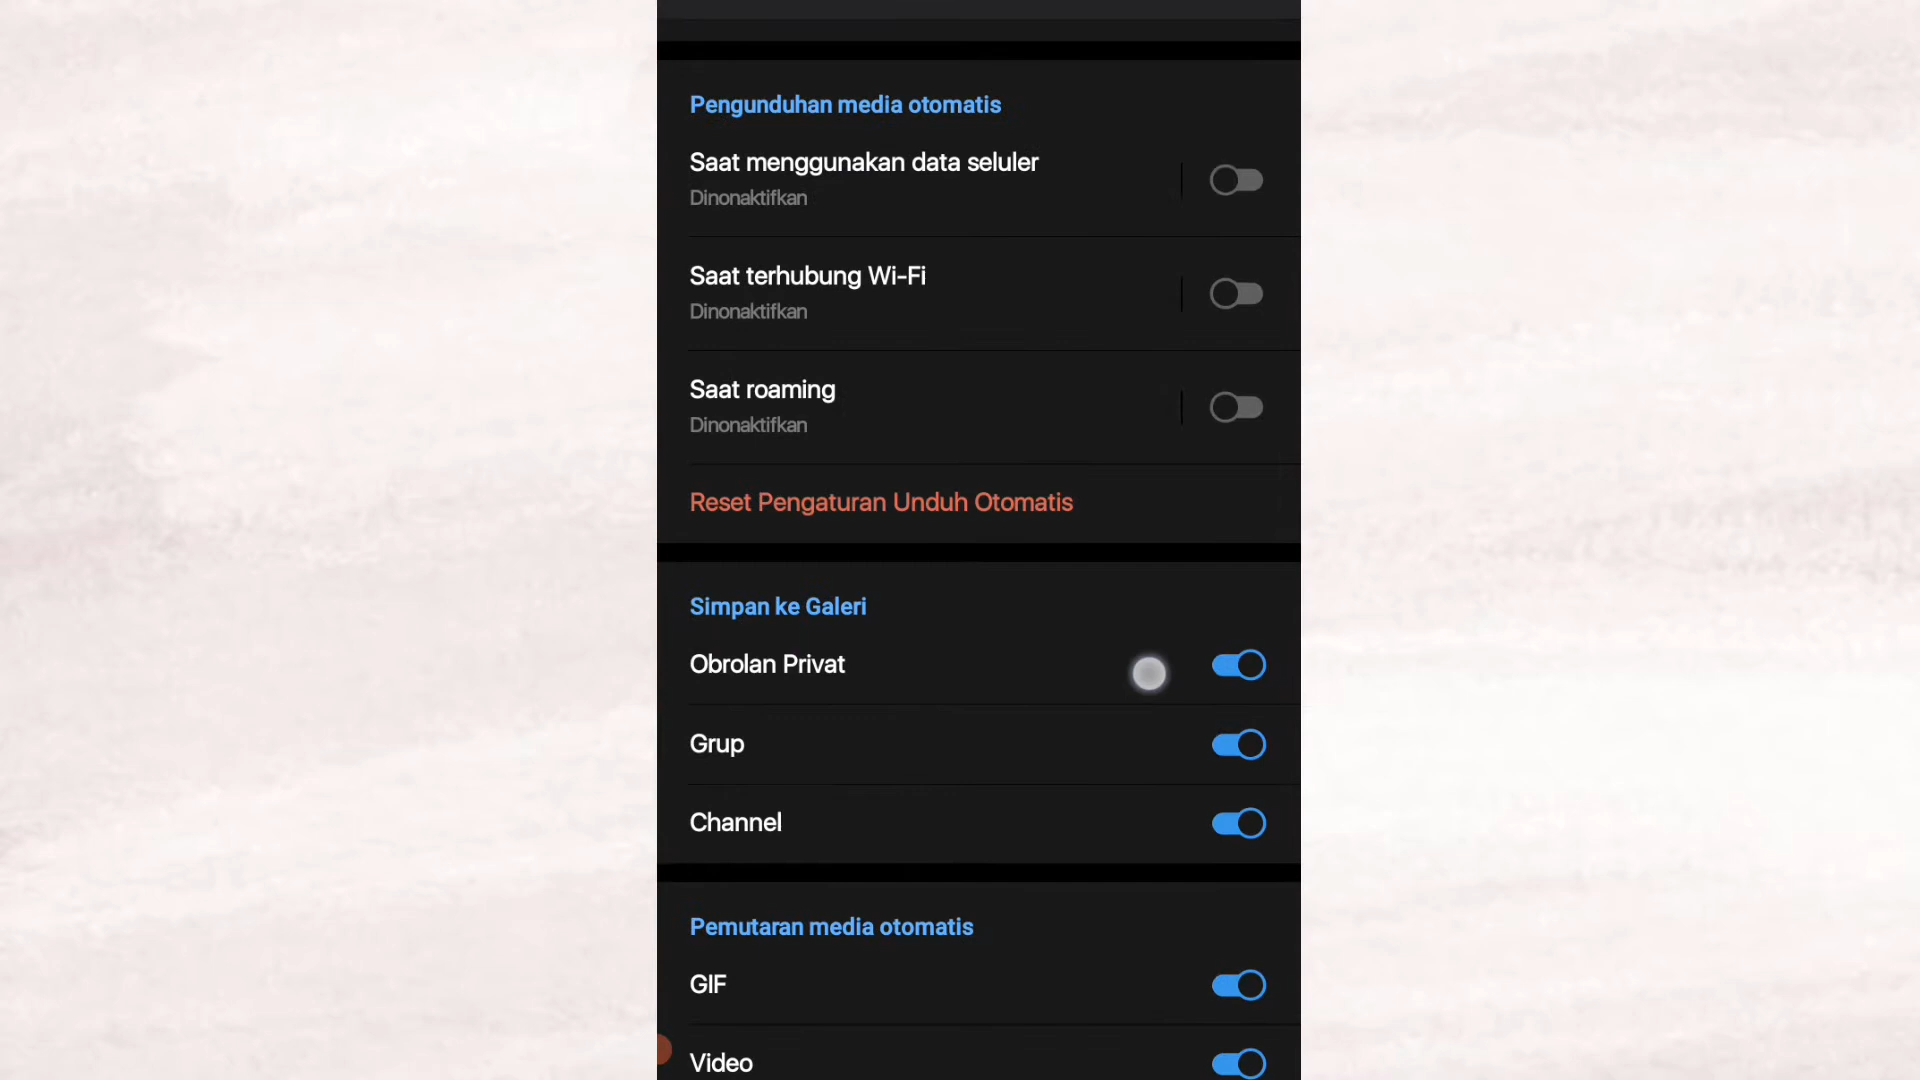 Pengunduhan media otomatis
Saat menggunakan data seluler
Dinonaktifkan
Saat terhubung Wi-Fi
Dinonaktifkan
Saat roaming
Dinonaktifkan
Reset Pengaturan Unduh Otomatis
Simpan ke Galeri
Obrolan Privat
Grup
Channel
Pemutaran media otomatis
GIF
Video